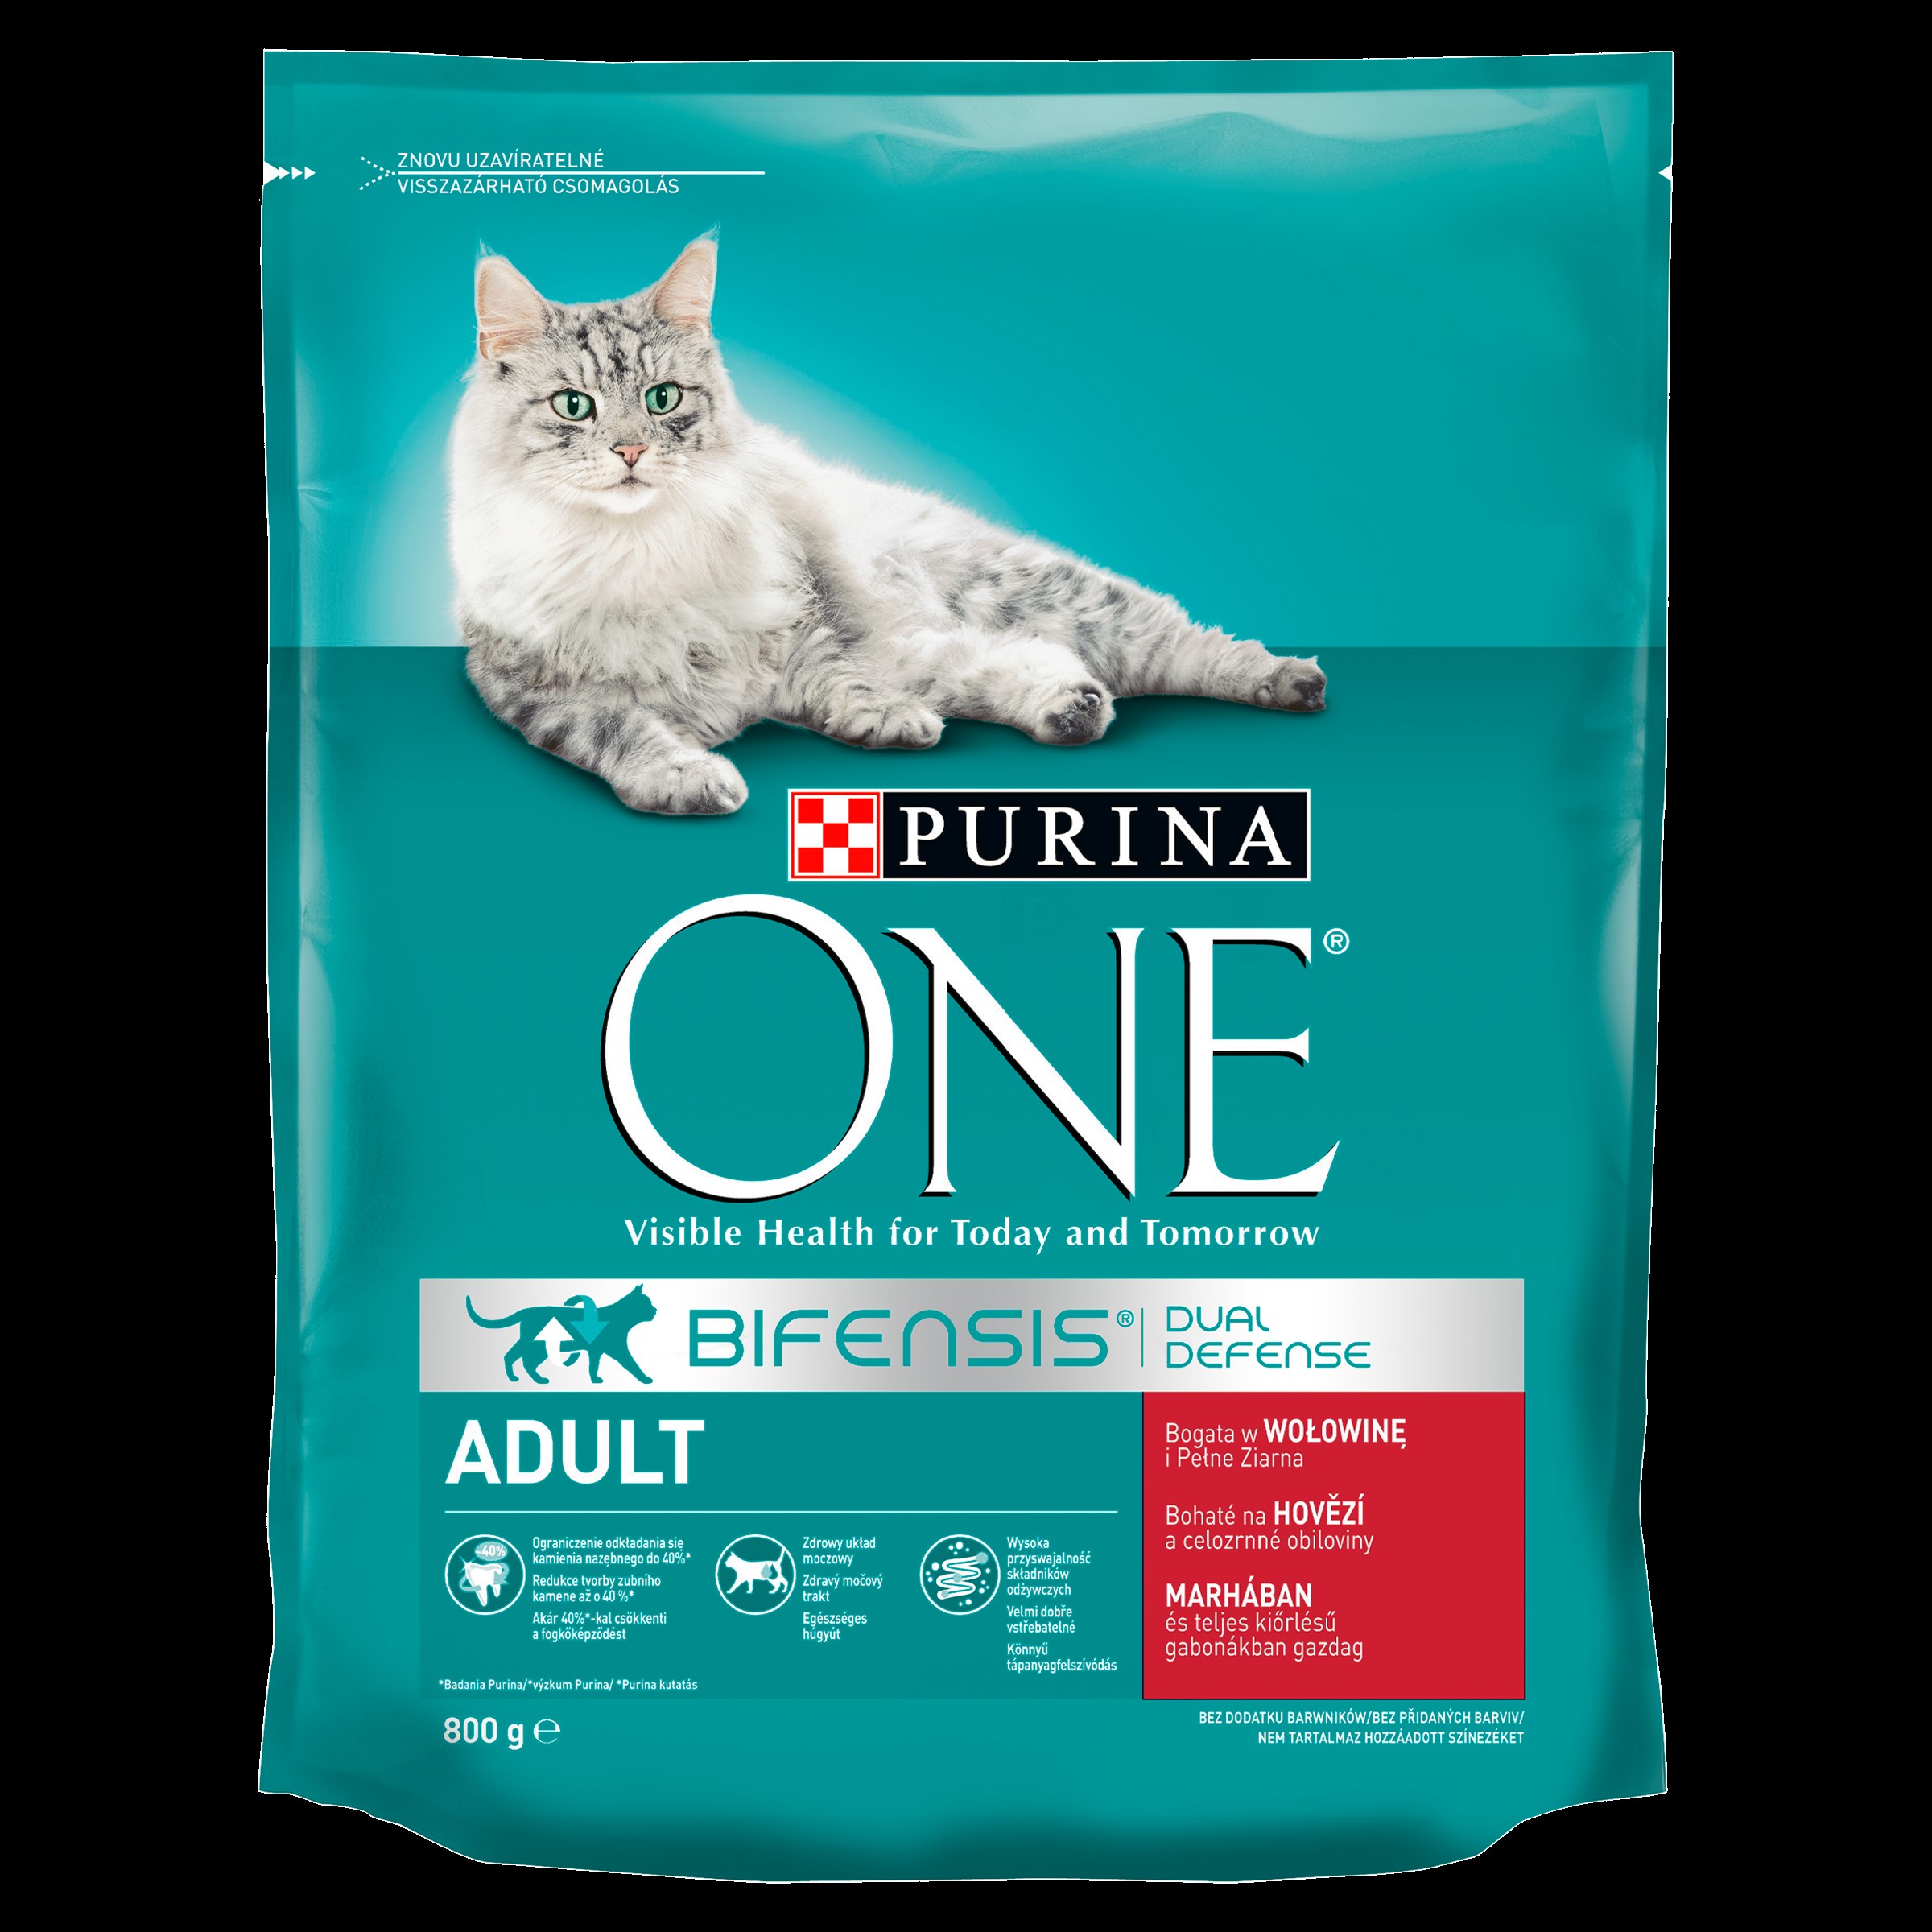 ZNOVU UZAVÍRATELNÉ
VISSZAZÁRHATÓ CSOMAGOLÁS
PURINA
ONE®
Visible Health for Today and Tomorrow
BIFENSIS®
DUAL
DEFENSE
ADULT
-40%
Ograniczenie odkładania się
kamienia nazębnego do 40%*
Redukce tvorby zubního
kamene až o 40 %*
Akár 40%*-kal csökkenti
a fogkőképződést
Zdrowy układ
moczowy
Zdravý močový
trakt
Egészséges
húgyút
Wysoka
przyswajalność
składników
odżywczych
Velmi dobře
vstřebatelné
Könnyű
tápanyagfelszívódás
*Badania Purina/*výzkum Purina/ *Purina kutatás
Bogata w WOŁOWINĘ
i Pełne Ziarna
Bohaté na HOVĚZÍ
a celozrnné obiloviny
MARHÁBAN
és teljes kiőrlésű
gabonákban gazdag
800 g ℮
BEZ DODATKU BARWNIKÓW/BEZ PŘIDANÝCH BARVIV/
NEM TARTALMAZ HOZZÁADOTT SZÍNEZÉKET